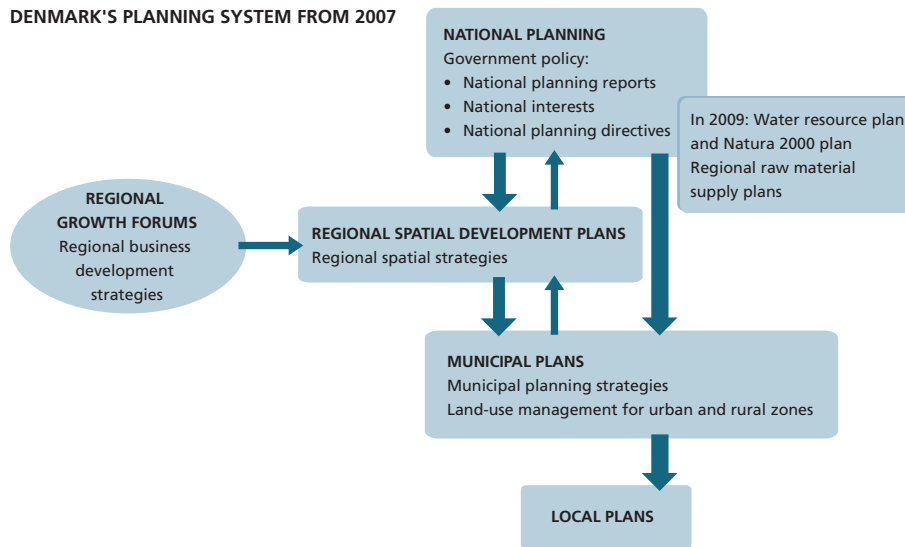 DENMARK'S PLANNING SYSTEM FROM 2007
NATIONAL PLANNING
Government policy:
• National planning reports
• National interests
• National planning directives
In 2009: Water resource plan
and Natura 2000 plan
Regional raw material
supply plans
REGIONAL
GROWTH FORUMS
Regional business
development
strategies
REGIONAL SPATIAL DEVELOPMENT PLANS
Regional spatial strategies
MUNICIPAL PLANS
Municipal planning strategies
Land-use management for urban and rural zones
LOCAL PLANS